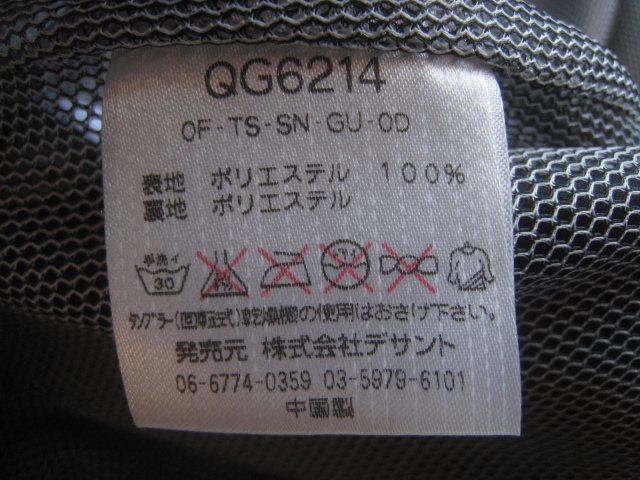 QG6214
OF-TS-SN-GU-OD
表地 ポリエステル 100%
裏地 ポリエステル
手洗イ
30
タンブラー(回転式)乾燥機の使用はおさけ下さい。
発売元 株式会社デサント
06-6774-0359 03-5979-6101
中国製